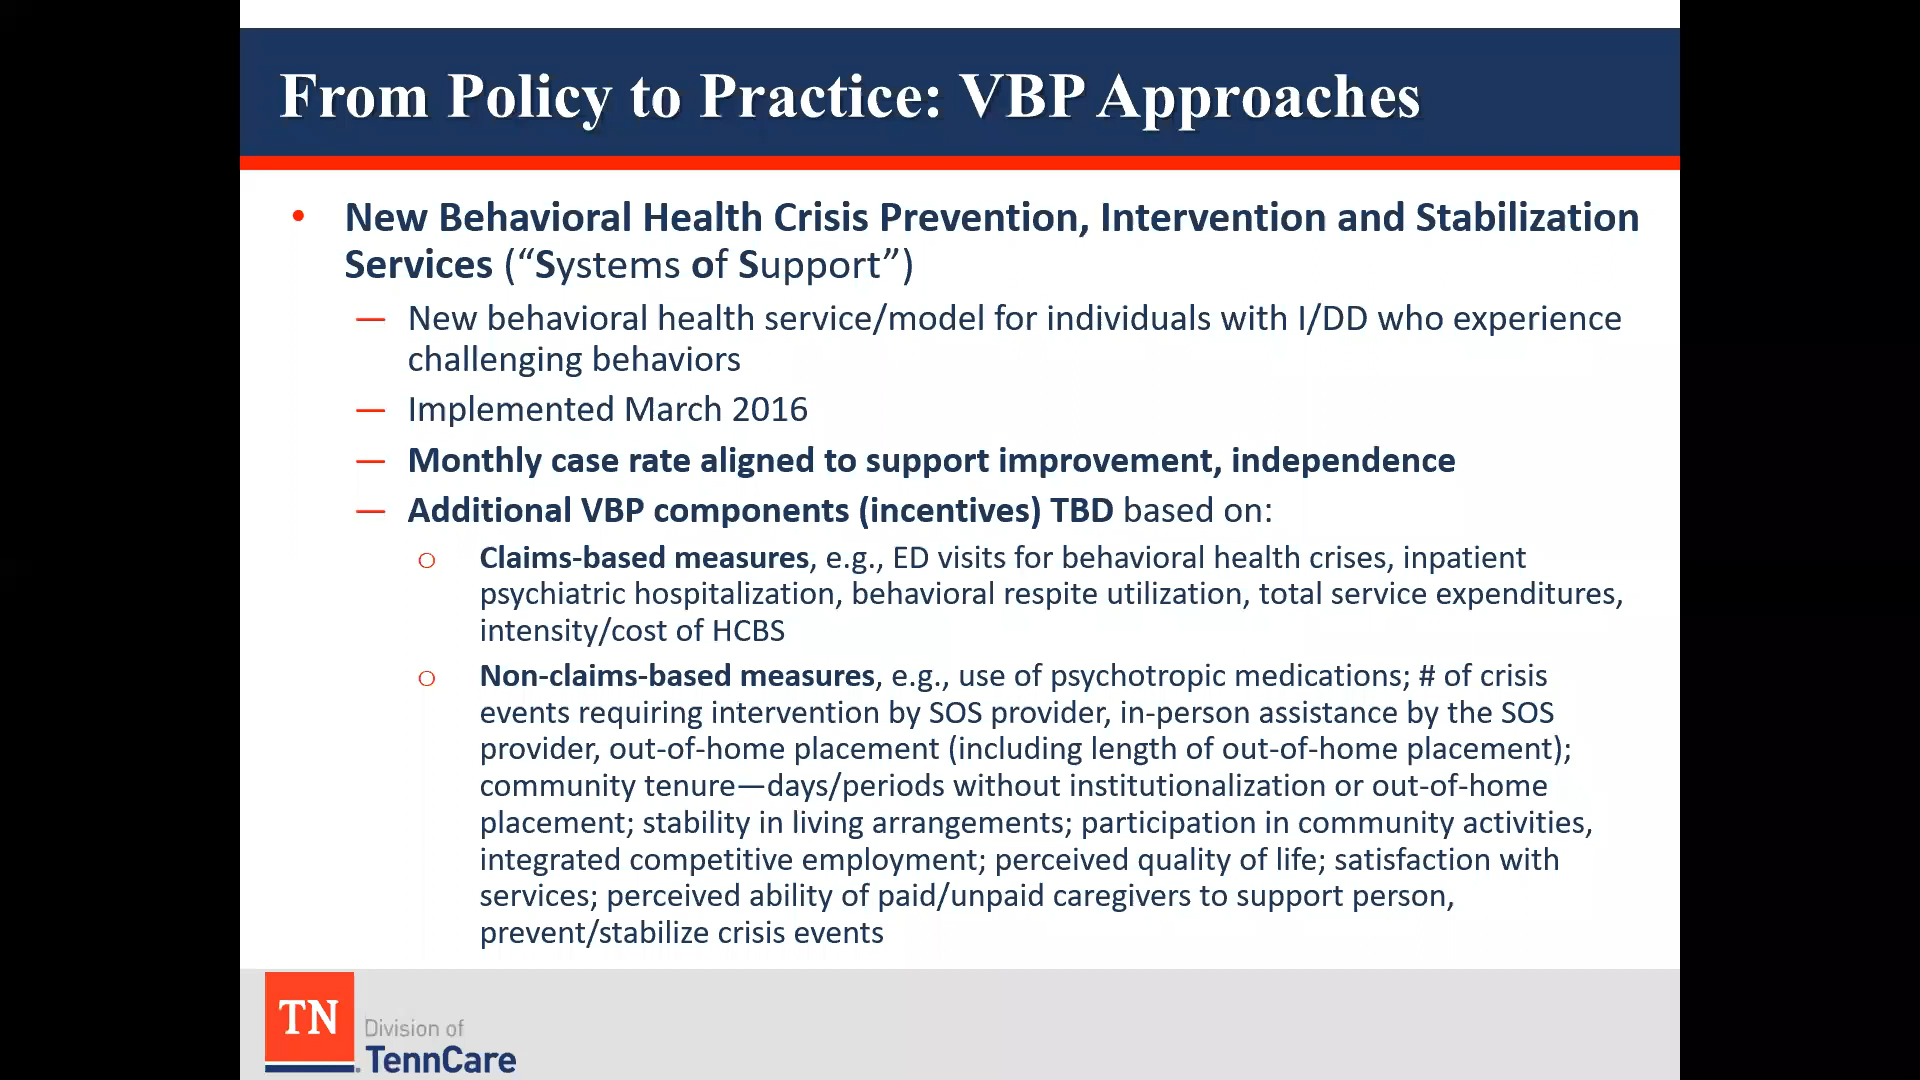 From Policy to Practice: VBP Approaches
• New Behavioral Health Crisis Prevention, Intervention and Stabilization
Services (“Systems of Support”)
— New behavioral health service/model for individuals with I/DD who experience
challenging behaviors
— Implemented March 2016
— Monthly case rate aligned to support improvement, independence
— Additional VBP components (incentives) TBD based on:
o Claims-based measures, e.g., ED visits for behavioral health crises, inpatient
psychiatric hospitalization, behavioral respite utilization, total service expenditures,
intensity/cost of HCBS
o Non-claims-based measures, e.g., use of psychotropic medications; # of crisis
events requiring intervention by SOS provider, in-person assistance by the SOS
provider, out-of-home placement (including length of out-of-home placement);
community tenure—days/periods without institutionalization or out-of-home
placement; stability in living arrangements; participation in community activities,
integrated competitive employment; perceived quality of life; satisfaction with
services; perceived ability of paid/unpaid caregivers to support person,
prevent/stabilize crisis events
TN
Division of
TennCare